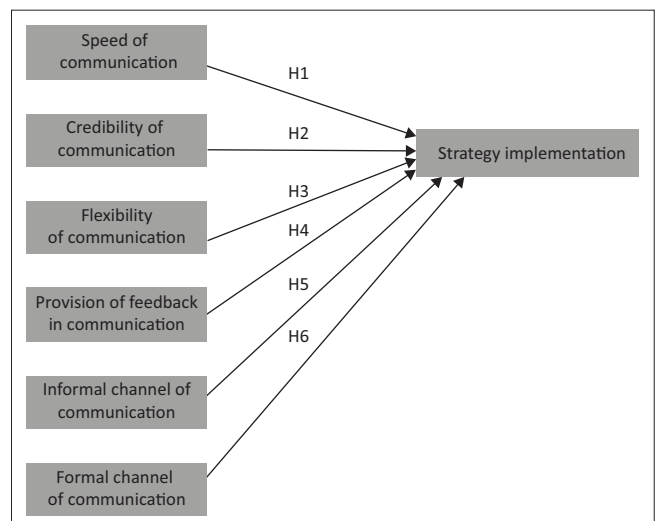 Speed of
communication
H1
Credibility of
communication
H2
Strategy implementation
Flexibility
of communication
H3
H4
Provision of feedback
in communication
H5
H6
Informal channel of
communication
Formal channel
of communication